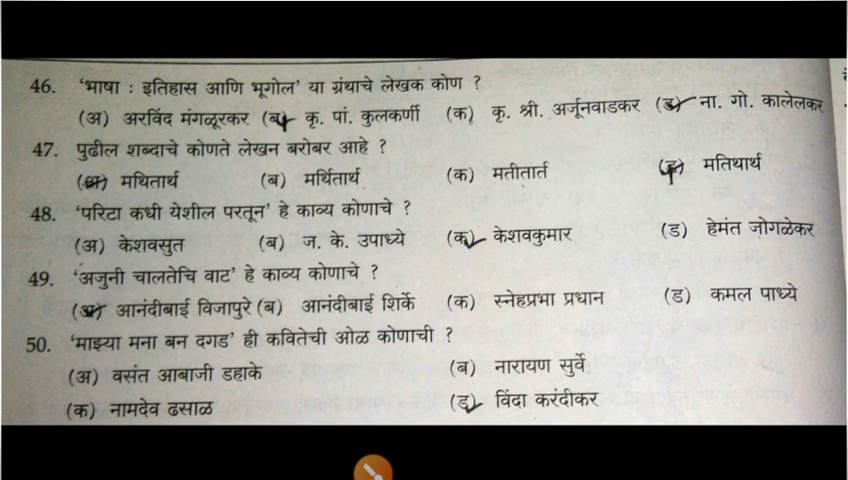 46. 'भाषा : इतिहास आणि भूगोल' या ग्रंथाचे लेखक कोण ?
(अ) अरविंद मंगळूरकर (ब) कृ. पां. कुलकर्णी (क) कृ. श्री. अर्जूनवाडकर (ड) ना. गो. कालेलकर
47. पुढील शब्दाचे कोणते लेखन बरोबर आहे ?
(अ) मथितार्थ (ब) मर्थितार्थ (क) मतीतार्त (ड) मतिथार्थ
48. 'परिटा कधी येशील परतून' हे काव्य कोणाचे ?
(अ) केशवसुत (ब) ज. के. उपाध्ये (क) केशवकुमार (ड) हेमंत जोगळेकर
49. 'अजुनी चालतेचि वाट' हे काव्य कोणाचे ?
(अ) आनंदीबाई विजापुरे (ब) आनंदीबाई शिर्के (क) स्नेहप्रभा प्रधान (ड) कमल पाध्ये
50. 'माझ्या मना बन दगड' ही कवितेची ओळ कोणाची ?
(अ) वसंत आबाजी डहाके (ब) नारायण सुर्वे
(क) नामदेव ढसाळ (ड) विंदा करंदीकर